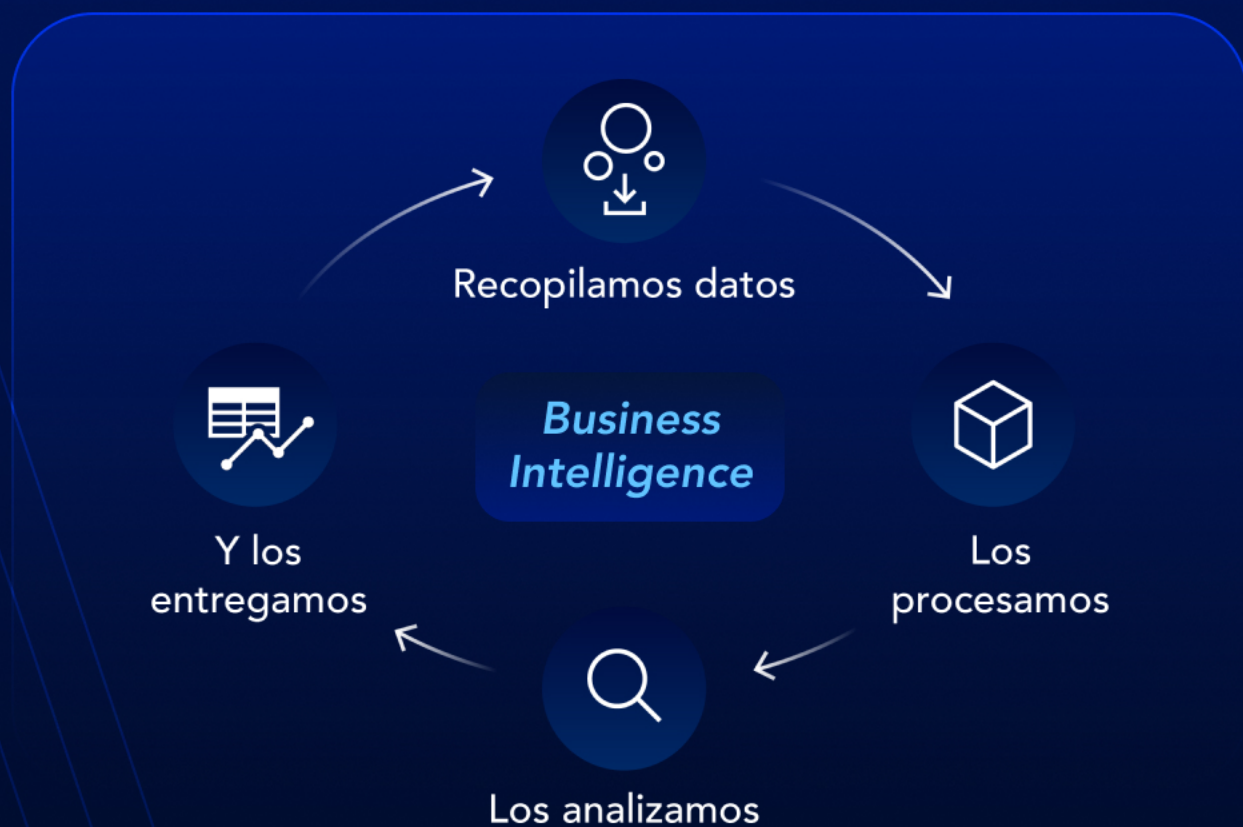 Recopilamos datos
Business
Intelligence
Y los
entregamos
Los
procesamos
Los analizamos